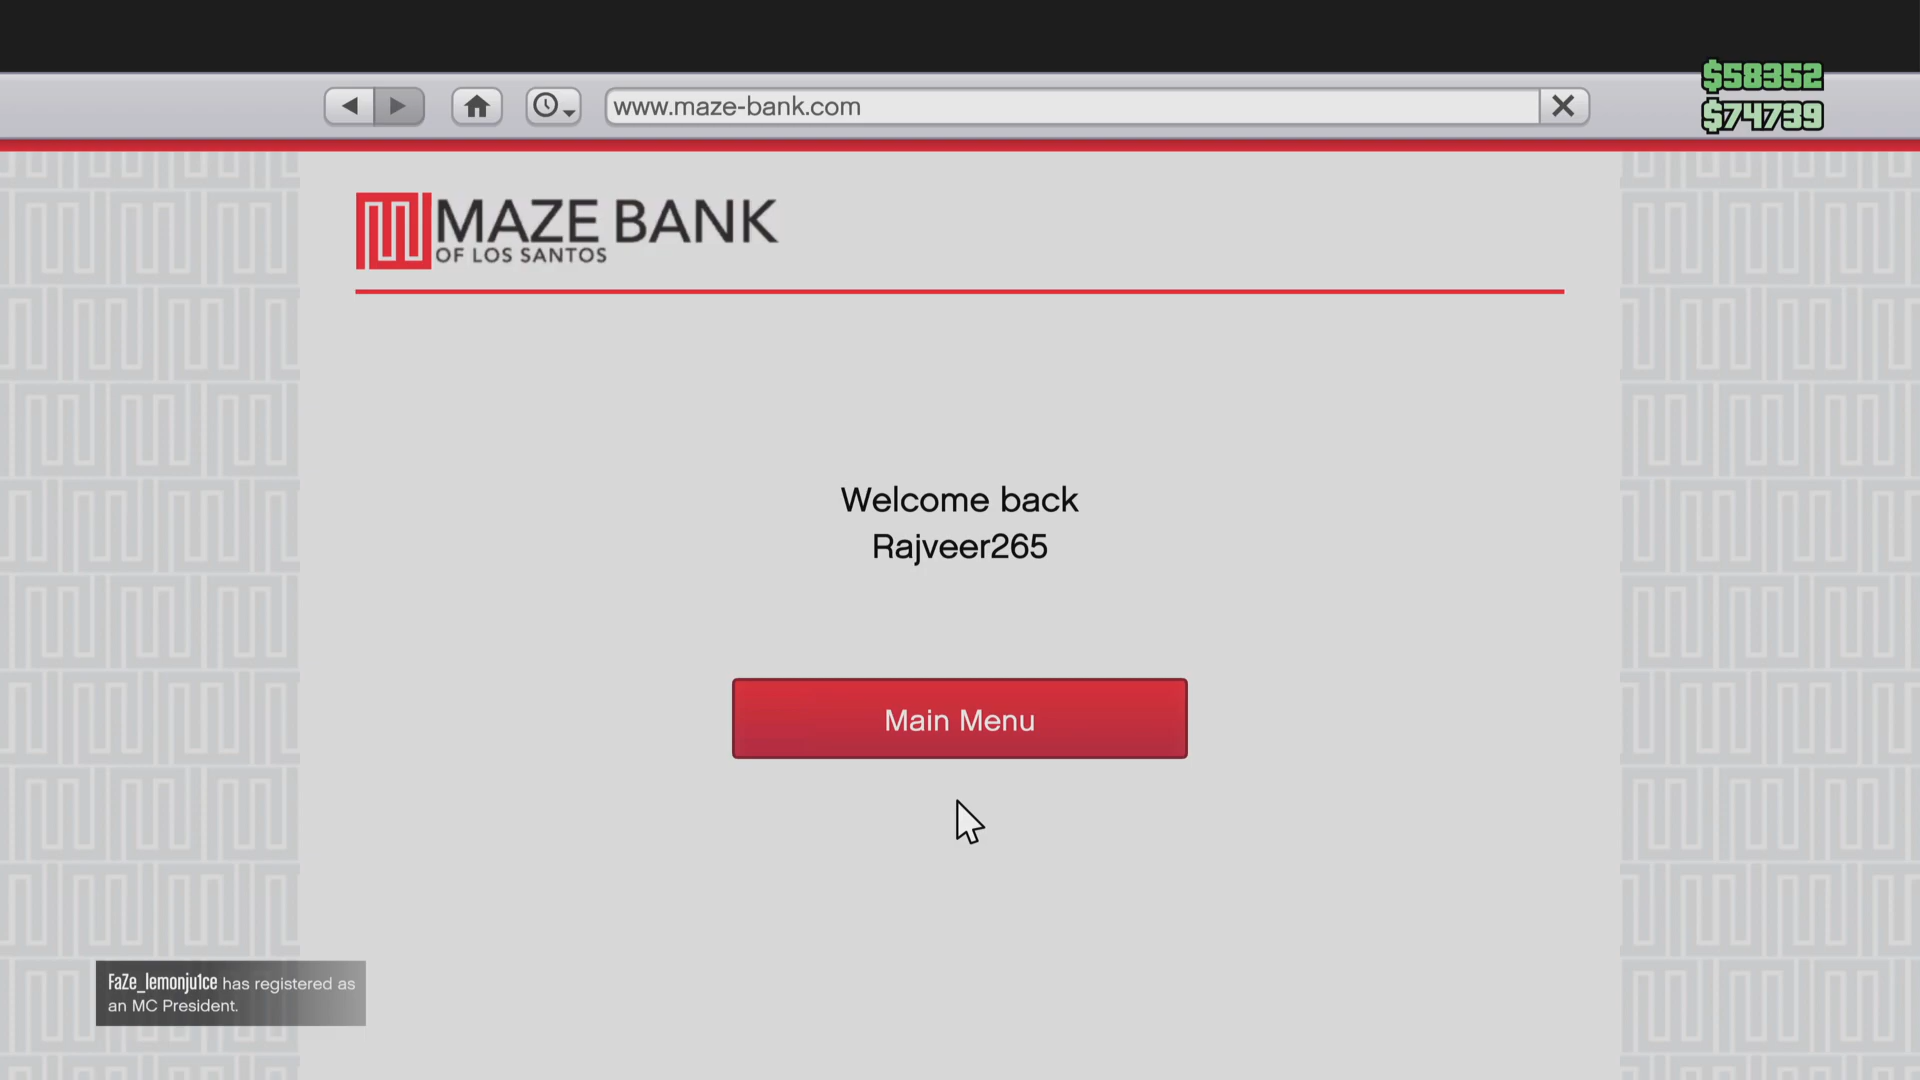 $58352
www.maze-bank.com
$74739
MAZE BANK
OF LOS SANTOS
Welcome back
Rajveer265
Main Menu
FaZe_lemonju1ce has registered as
an MC President.